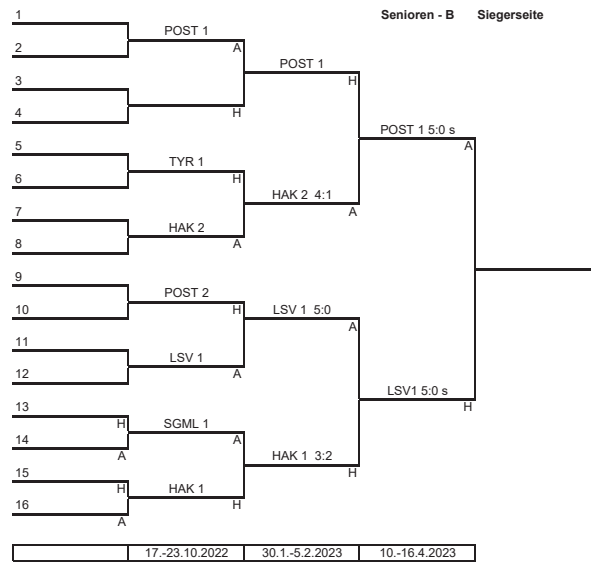 Senioren - B Siegerseite
1
POST 1
2
A
POST 1
3
H
4
H
POST 1 5:0 s
A
5
TYR 1
6
H
HAK 2 4:1
7
A
HAK 2
8
A
9
POST 2
10
H
LSV 1 5:0
11
A
LSV 1
12
A
LSV1 5:0 s
13
H
H
SGML 1
14
A
A
HAK 1 3:2
15
H
H
HAK 1
16
H
A
17.-23.10.2022 30.1.-5.2.2023 10.-16.4.2023